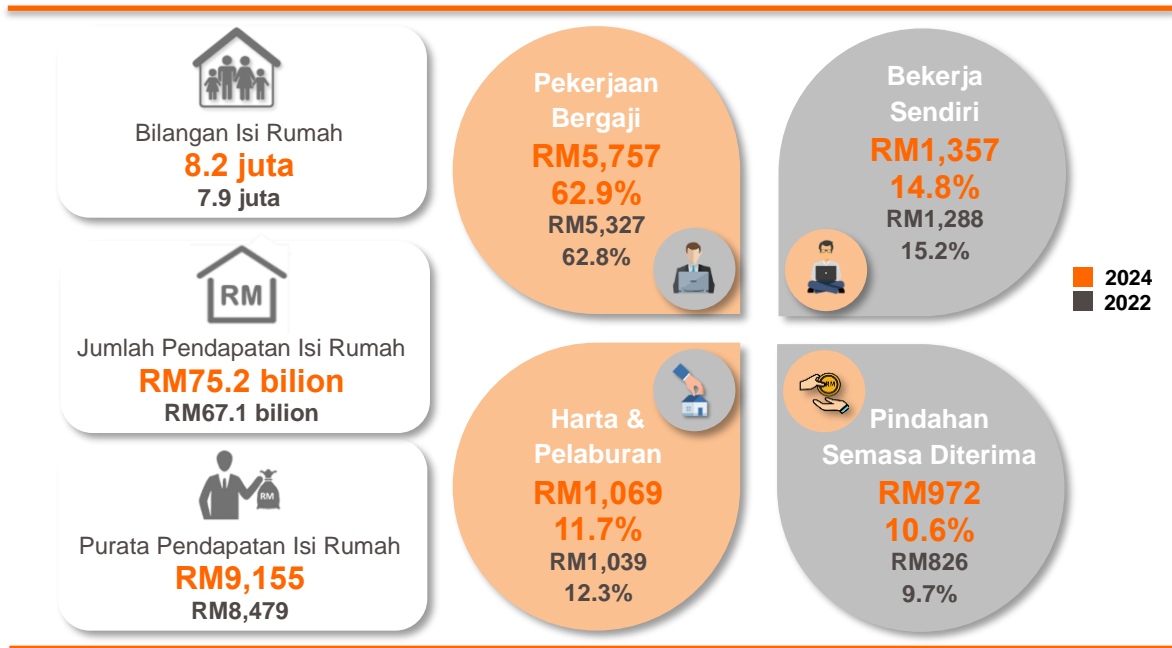 Bilangan Isi Rumah
8.2 juta
7.9 juta
RM
Jumlah Pendapatan Isi Rumah
RM75.2 bilion
RM67.1 bilion
RM
Purata Pendapatan Isi Rumah
RM9,155
RM8,479
Pekerjaan
Bergaji
RM5,757
62.9%
RM5,327
62.8%
Bekerja
Sendiri
RM1,357
14.8%
RM1,288
15.2%
Harta &
Pelaburan
RM1,069
11.7%
RM1,039
12.3%
RM
Pindahan
Semasa Diterima
RM972
10.6%
RM826
9.7%
2024
2022